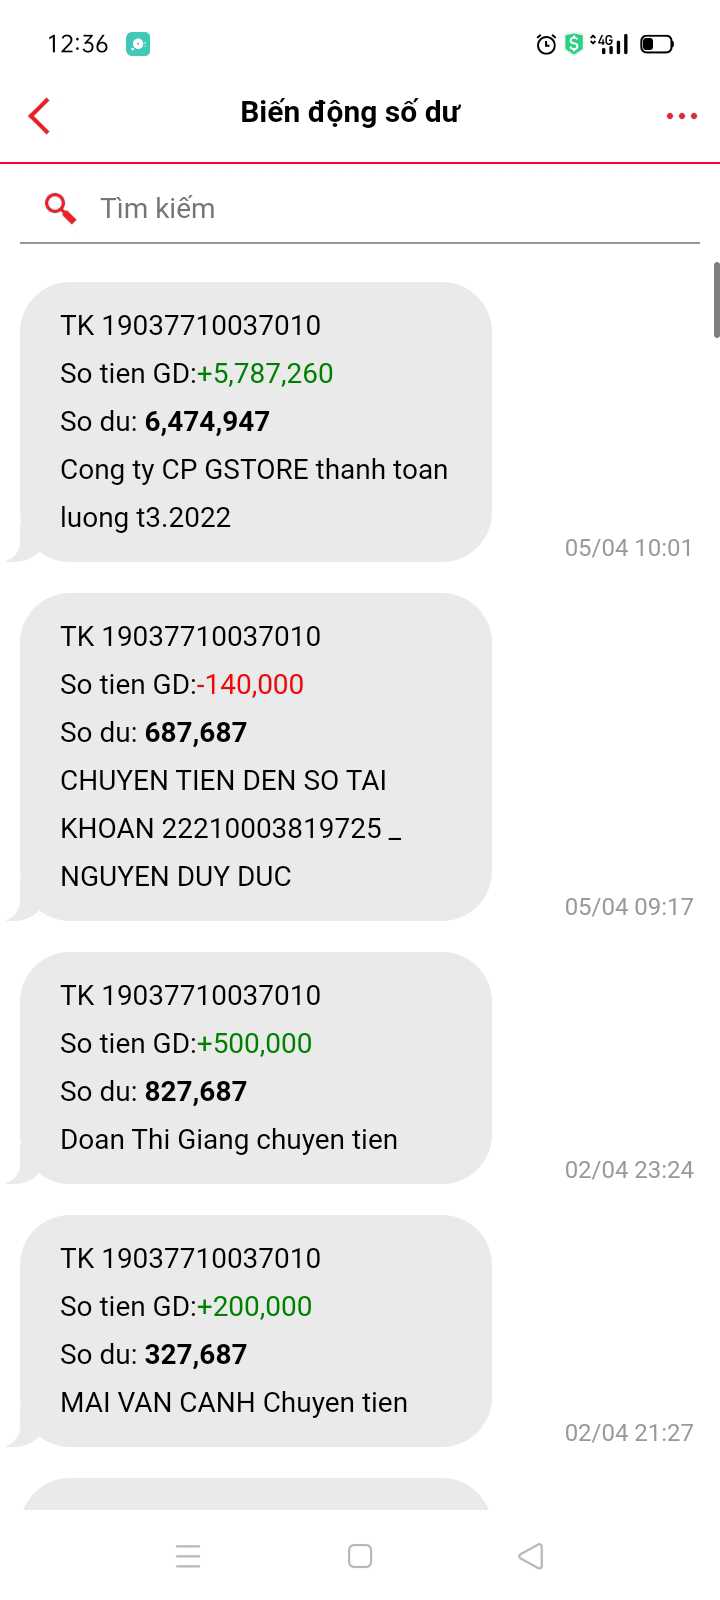 12:36
4G
Biến động số dư
Tìm kiếm
TK 19037710037010
So tien GD:+5,787,260
So du: 6,474,947
Cong ty CP GSTORE thanh toan
luong t3.2022
05/04 10:01
TK 19037710037010
So tien GD:-140,000
So du: 687,687
CHUYEN TIEN DEN SO TAI
KHOAN 22210003819725 _
NGUYEN DUY DUC
05/04 09:17
TK 19037710037010
So tien GD:+500,000
So du: 827,687
Doan Thi Giang chuyen tien
02/04 23:24
TK 19037710037010
So tien GD:+200,000
So du: 327,687
MAI VAN CANH Chuyen tien
02/04 21:27